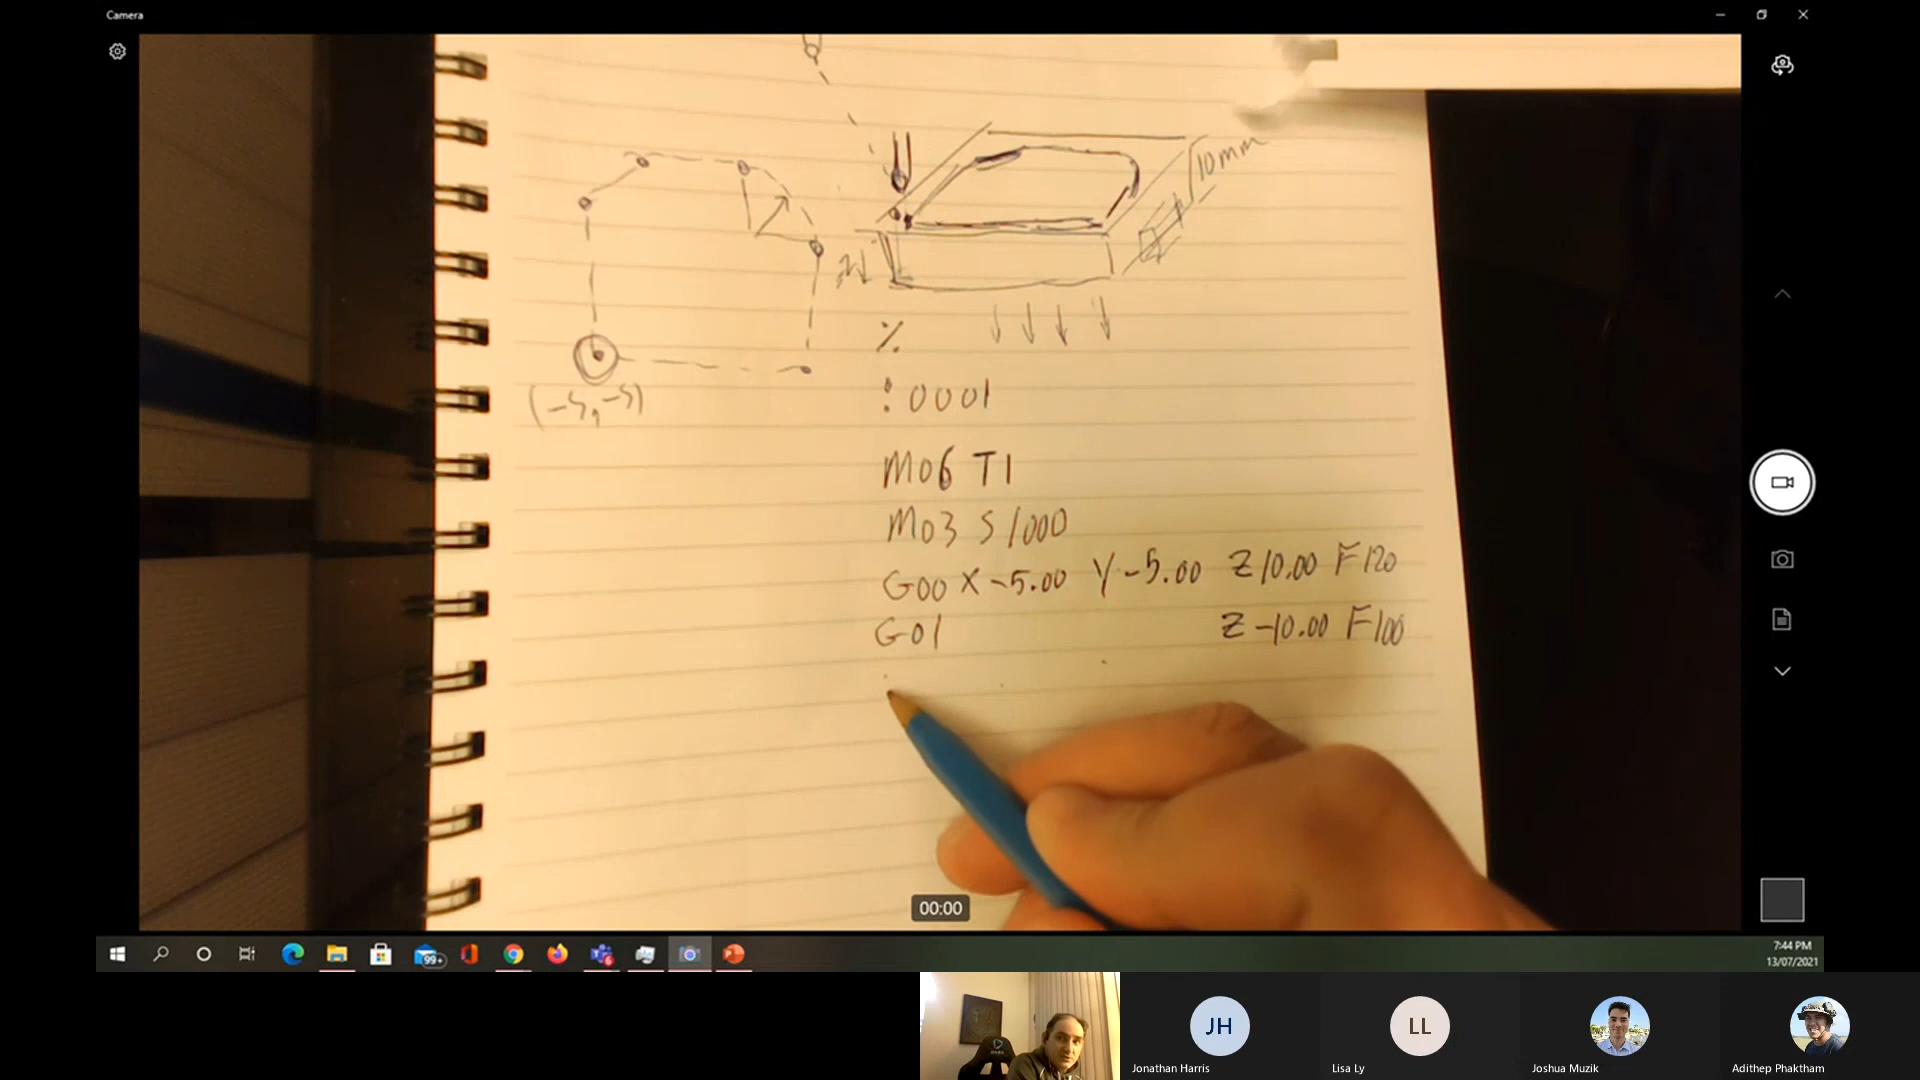 Camera
10mm
(-5,-5)
%
:0001
M06 T1
M03 S1000
G00 X-5.00 Y-5.00 Z10.00 F120
G01 Z-10.00 F100
00:00
99+
7:44 PM
13/07/2021
JH
LL
Jonathan Harris
Lisa Ly
Joshua Muzik
Adithep Phaktham